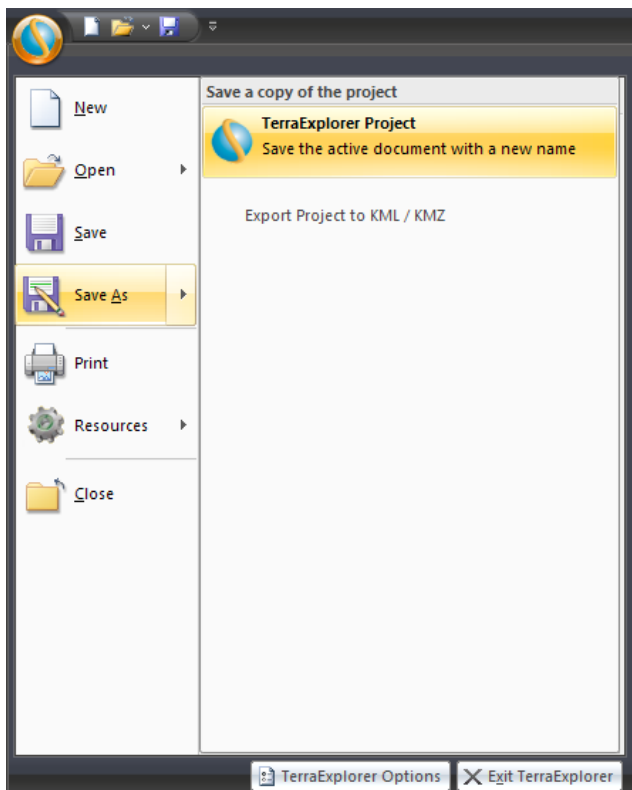 New
Open
Save
Save As
Print
Resources
Close
Save a copy of the project
TerraExplorer Project
Save the active document with a new name
Export Project to KML / KMZ
TerraExplorer Options
Exit TerraExplorer